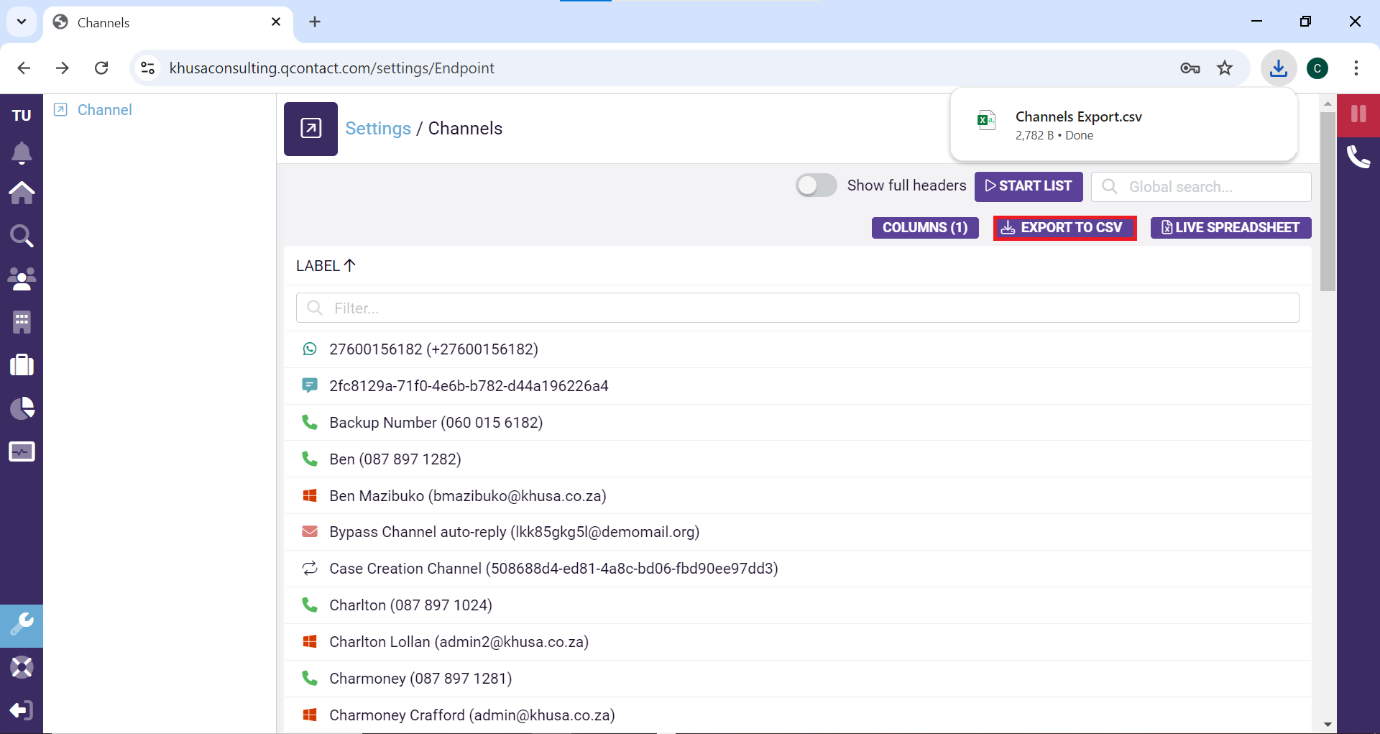 Channels
khusaconsulting.qcontact.com/settings/Endpoint
C
TU
Channel
Settings / Channels
Channels Export.csv
2,782 B • Done
Show full headers
START LIST
Global search...
COLUMNS (1)
EXPORT TO CSV
LIVE SPREADSHEET
LABEL
Filter...
27600156182 (+27600156182)
2fc8129a-71f0-4e6b-b782-d44a196226a4
Backup Number (060 015 6182)
Ben (087 897 1282)
Ben Mazibuko (bmazibuko@khusa.co.za)
Bypass Channel auto-reply (lkk85gkg5l@demomail.org)
Case Creation Channel (508688d4-ed81-4a8c-bd06-fbd90ee97dd3)
Charlton (087 897 1024)
Charlton Lollan (admin2@khusa.co.za)
Charmoney (087 897 1281)
Charmoney Crafford (admin@khusa.co.za)